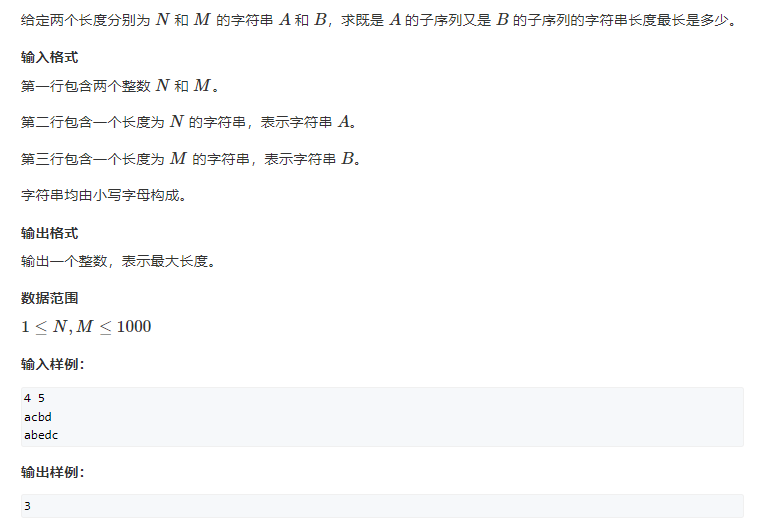 给定两个长度分别为 N 和 M 的字符串 A 和 B，求既是 A 的子序列又是 B 的子序列的字符串长度最长是多少。
输入格式
第一行包含两个整数 N 和 M。
第二行包含一个长度为 N 的字符串，表示字符串 A。
第三行包含一个长度为 M 的字符串，表示字符串 B。
字符串均由小写字母构成。
输出格式
输出一个整数，表示最大长度。
数据范围
1 ≤ N, M ≤ 1000
输入样例：
4 5
acbd
abedc
输出样例：
3